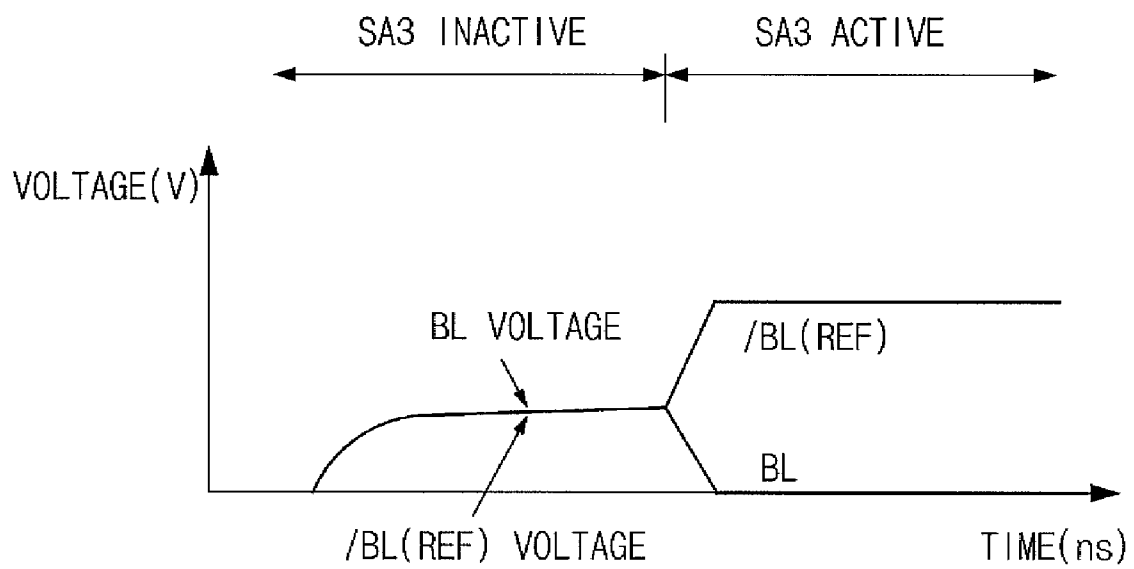 SA3 INACTIVE
SA3 ACTIVE
VOLTAGE(V)
BL VOLTAGE
/BL(REF)
BL
/BL(REF) VOLTAGE
TIME(ns)